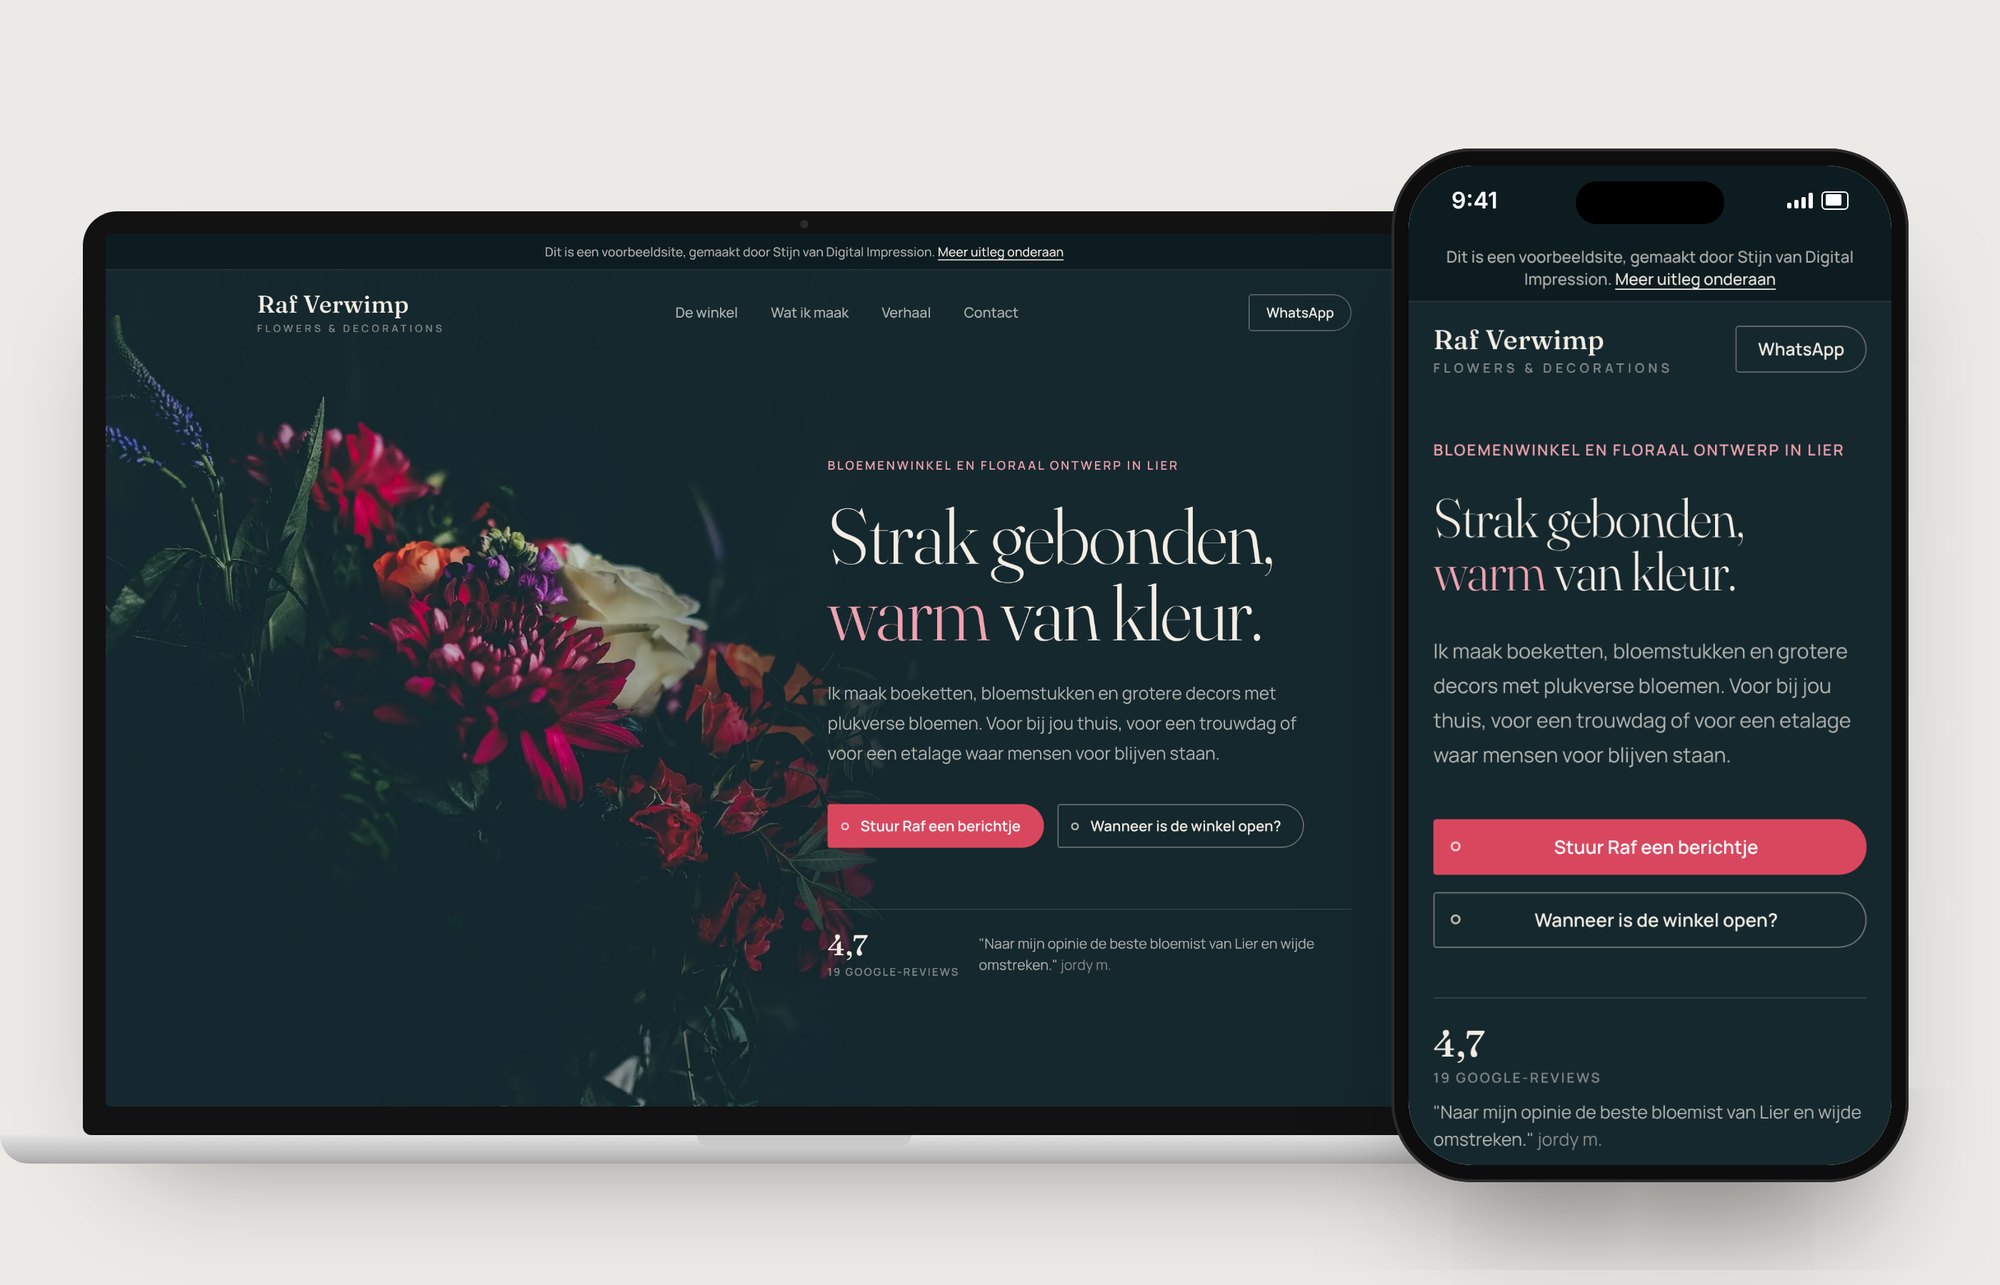 Dit is een voorbeeldsite, gemaakt door Stijn van Digital Impression. Meer uitleg onderaan
Raf Verwimp
FLOWERS & DECORATIONS
De winkel
Wat ik maak
Verhaal
Contact
WhatsApp
BLOEMENWINKEL EN FLORAAL ONTWERP IN LIER
Strak gebonden,
warm van kleur.
Ik maak boeketten, bloemstukken en grotere decors met
plukverse bloemen. Voor bij jou thuis, voor een trouwdag of
voor een etalage waar mensen voor blijven staan.
Stuur Raf een berichtje
Wanneer is de winkel open?
4,7
19 GOOGLE-REVIEWS
"Naar mijn opinie de beste bloemist van Lier en wijde
omstreken." jordy m.
9:41
Dit is een voorbeeldsite, gemaakt door Stijn van Digital
Impression. Meer uitleg onderaan
Raf Verwimp
FLOWERS & DECORATIONS
WhatsApp
BLOEMENWINKEL EN FLORAAL ONTWERP IN LIER
Strak gebonden,
warm van kleur.
Ik maak boeketten, bloemstukken en grotere
decors met plukverse bloemen. Voor bij jou
thuis, voor een trouwdag of voor een etalage
waar mensen voor blijven staan.
Stuur Raf een berichtje
Wanneer is de winkel open?
4,7
19 GOOGLE-REVIEWS
"Naar mijn opinie de beste bloemist van Lier en wijde
omstreken." jordy m.